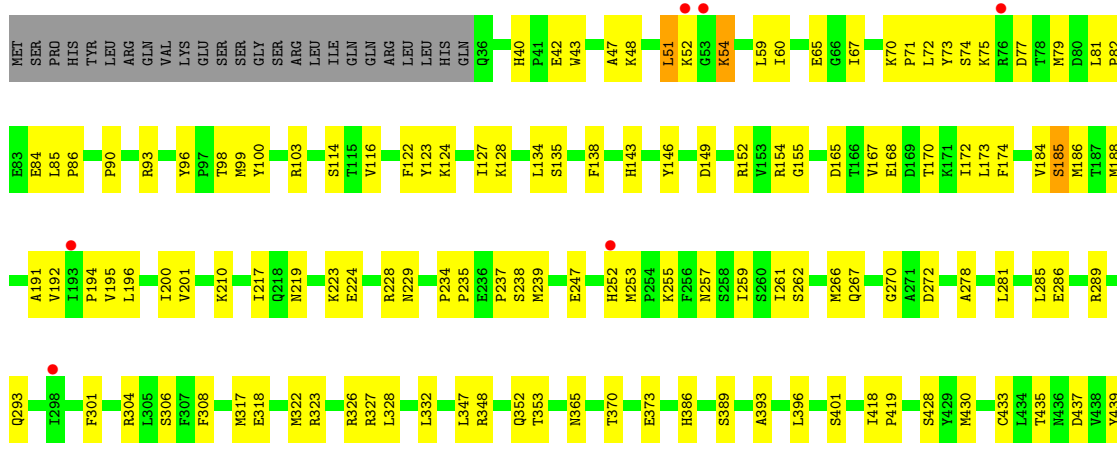 MET SER PRO HIS TYR LEU ARG GLN VAL LYS GLU SER SER GLY SER ARG LEU ILE GLN GLN ARG LEU LEU HIS GLN Q36 H40 P41 E42 W43 A47 K48 L51 K52 G53 K54 L59 I60 E65 G66 I67 K70 P71 L72 Y73 S74 K75 R76 D77 T78 M79 D80 L81 P82
E83 E84 L85 P86 P90 R93 Y96 P97 T98 M99 Y100 R103 S114 T115 V116 F122 Y123 K124 I127 K128 L134 S135 F138 H143 Y146 D149 R152 V153 R154 G155 D165 T166 V167 E168 D169 T170 K171 I172 L173 F174 V184 S185 M186 T187 M188
A191 V192 I193 P194 V195 L196 I200 V201 K210 I217 Q218 N219 K223 E224 R228 N229 P234 P235 E236 P237 S238 M239 E247 H252 M253 P254 K255 F256 N257 S258 I259 S260 I261 S262 M266 Q267 G270 A271 D272 A278 L281 L285 E286 R289
Q293 I298 F301 R304 L305 S306 F307 F308 M317 E318 M322 R323 R326 R327 L328 L332 L347 R348 Q352 T353 N365 T370 E373 H386 S389 A393 L396 S401 I418 P419 S428 Y429 M430 C433 L434 T435 N436 D437 V438 Y439